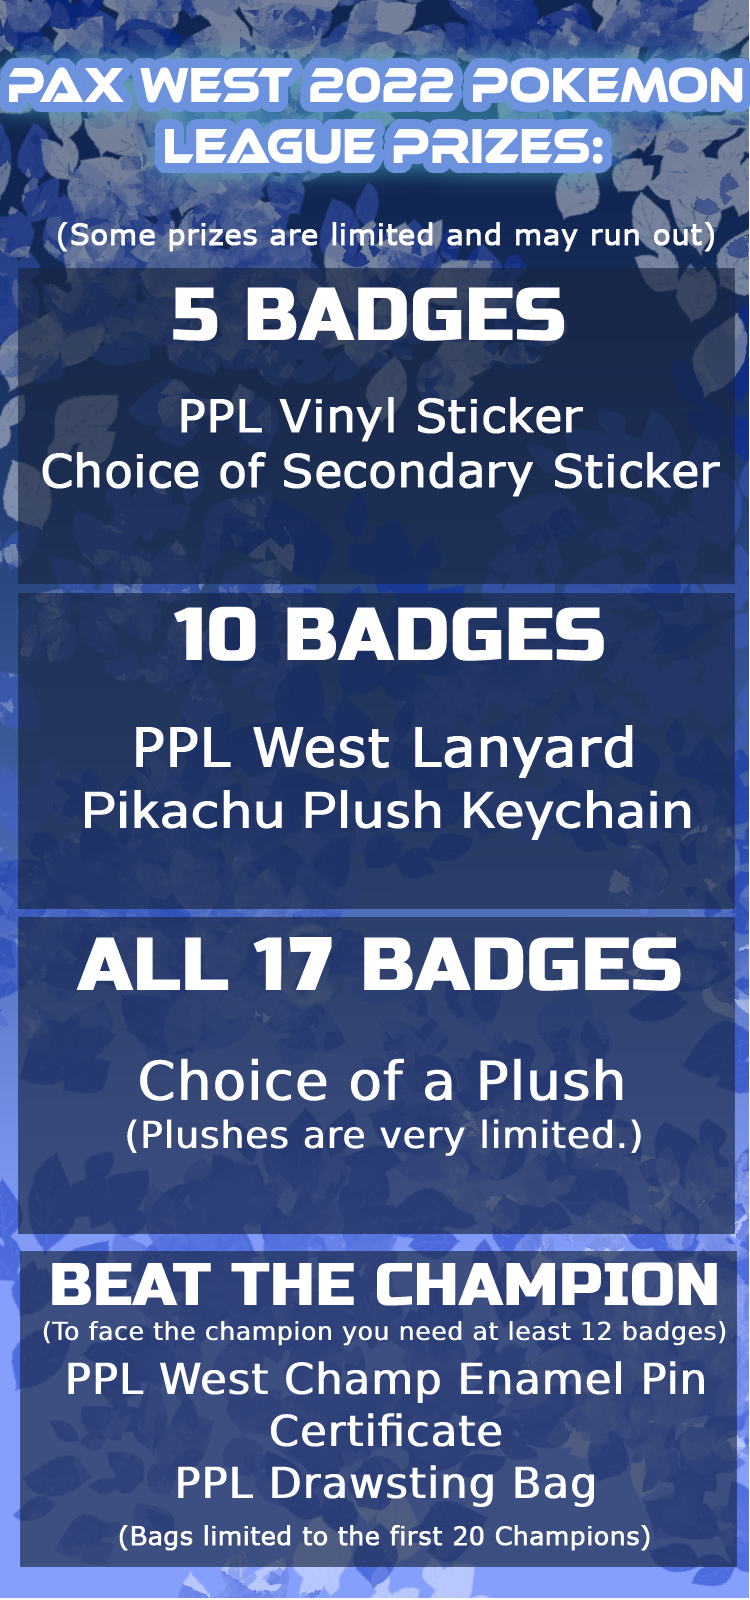 PAX WEST 2022 POKEMON
LEAGUE PRIZES:
(Some prizes are limited and may run out)
5 BADGES
PPL Vinyl Sticker
Choice of Secondary Sticker
10 BADGES
PPL West Lanyard
Pikachu Plush Keychain
ALL 17 BADGES
Choice of a Plush
(Plushes are very limited.)
BEAT THE CHAMPION
(To face the champion you need at least 12 badges)
PPL West Champ Enamel Pin
Certificate
PPL Drawsting Bag
(Bags limited to the first 20 Champions)